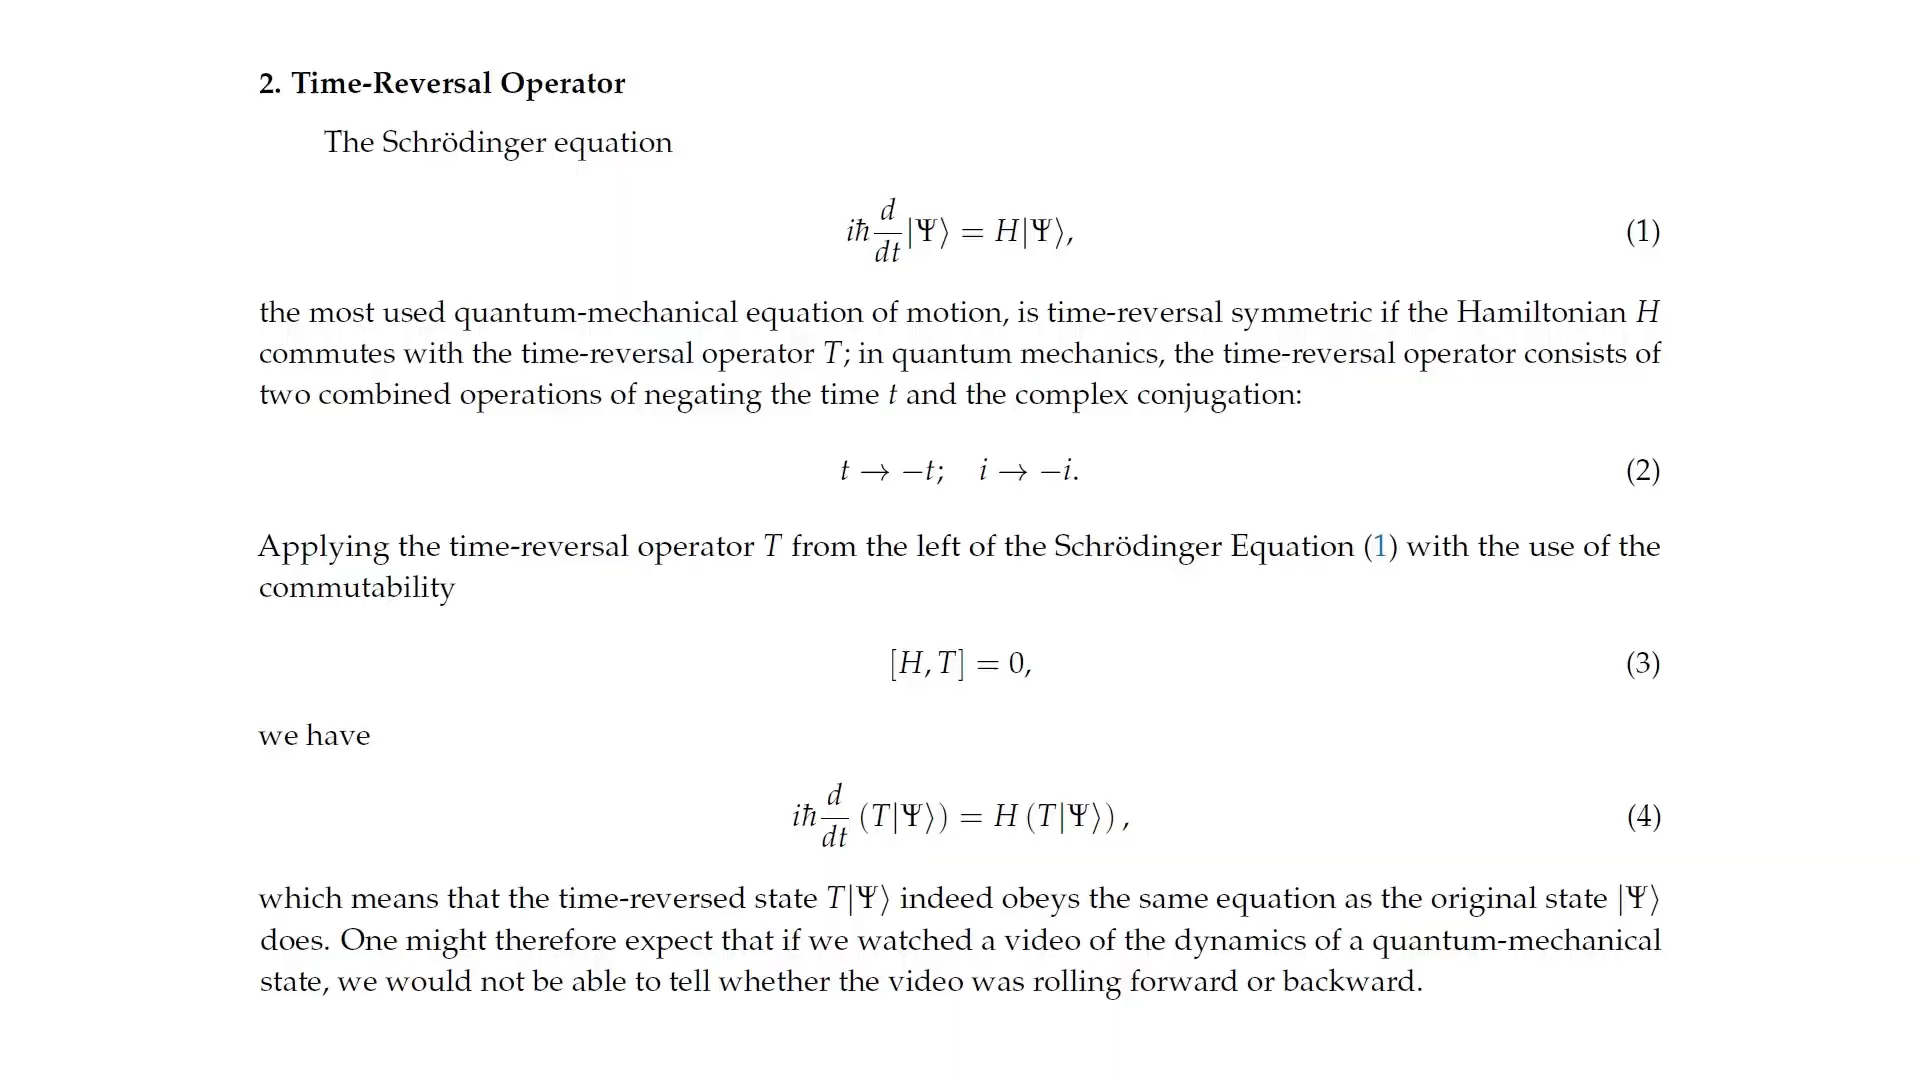 2. Time-Reversal Operator
The Schrödinger equation
iħ d/dt |Ψ⟩ = H|Ψ⟩, (1)
the most used quantum-mechanical equation of motion, is time-reversal symmetric if the Hamiltonian H
commutes with the time-reversal operator T; in quantum mechanics, the time-reversal operator consists of
two combined operations of negating the time t and the complex conjugation:
t → −t; i → −i. (2)
Applying the time-reversal operator T from the left of the Schrödinger Equation (1) with the use of the
commutability
[H, T] = 0, (3)
we have
iħ d/dt (T|Ψ⟩) = H (T|Ψ⟩), (4)
which means that the time-reversed state T|Ψ⟩ indeed obeys the same equation as the original state |Ψ⟩
does. One might therefore expect that if we watched a video of the dynamics of a quantum-mechanical
state, we would not be able to tell whether the video was rolling forward or backward.